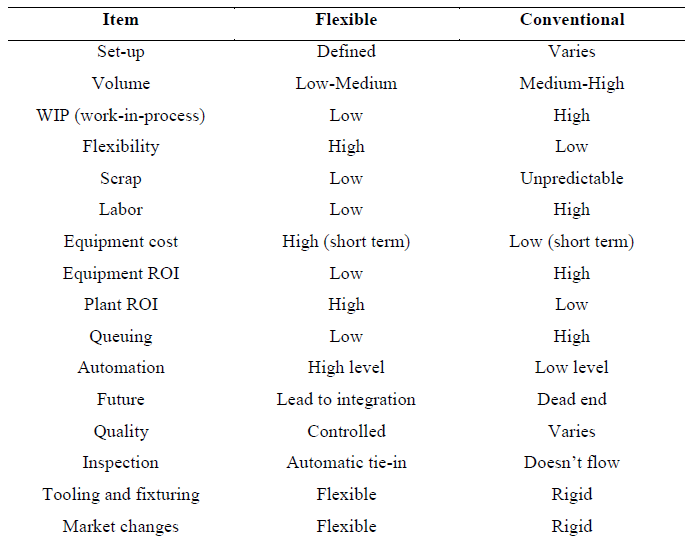 Item Flexible Conventional
Set-up Defined Varies
Volume Low-Medium Medium-High
WIP (work-in-process) Low High
Flexibility High Low
Scrap Low Unpredictable
Labor Low High
Equipment cost High (short term) Low (short term)
Equipment ROI Low High
Plant ROI High Low
Queuing Low High
Automation High level Low level
Future Lead to integration Dead end
Quality Controlled Varies
Inspection Automatic tie-in Doesn’t flow
Tooling and fixturing Flexible Rigid
Market changes Flexible Rigid